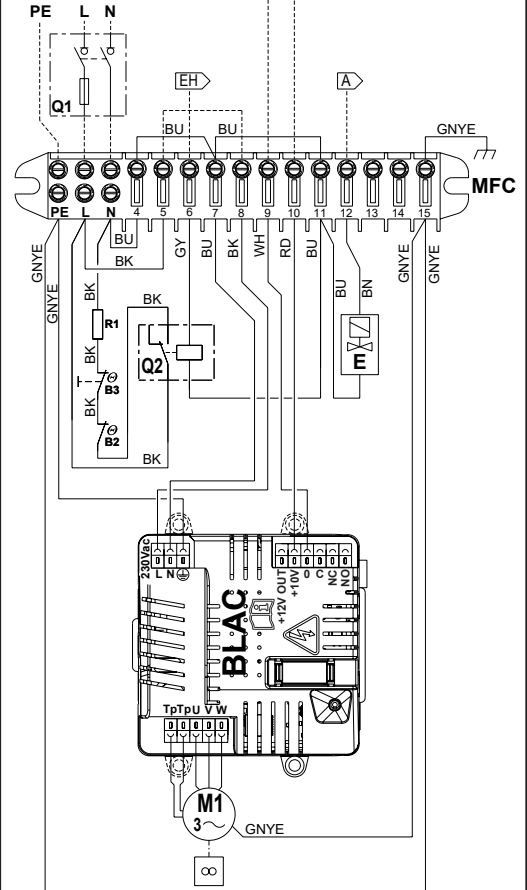 PE L N
Q1
EH
A
BU BU GNYE
MFC
PE L N 4 5 6 7 8 9 10 11 12 13 14 15
GNYE GNYE BU BK GY BU BK WH RD BU BU BN GNYE GNYE
BK BK
R1
BK
B3
BK
B2
BK
Q2
E
230Vac
L N
+12V OUT
+10V
0
C
NC
NO
BLAC
i
Tp Tp U V W
M1
3~
GNYE
8